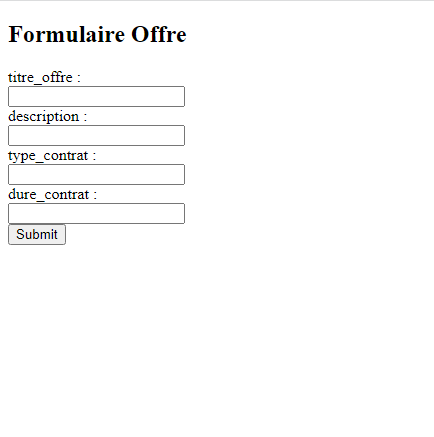 Formulaire Offre
titre_offre :
description :
type_contrat :
dure_contrat :
Submit